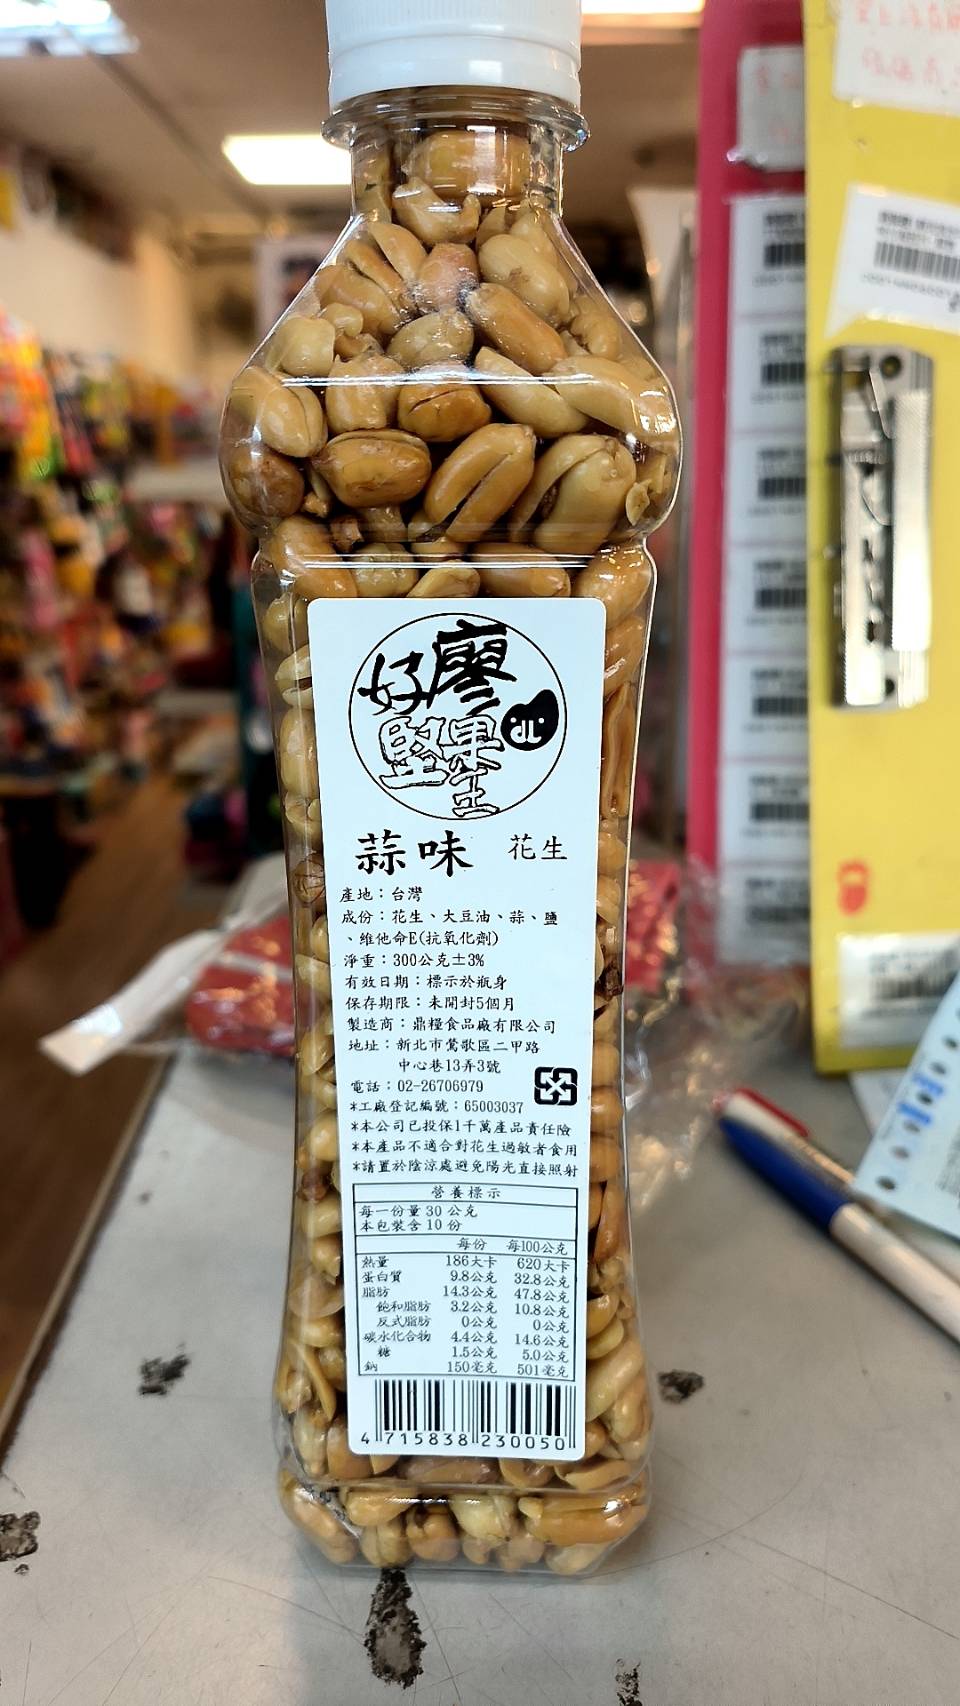 好廖
堅果王
蒜味 花生
產地：台灣
成份：花生、大豆油、蒜、鹽
、維他命E(抗氧化劑)
淨重：300公克±3%
有效日期：標示於瓶身
保存期限：未開封5個月
製造商：鼎糧食品廠有限公司
地址：新北市鶯歌區二甲路
中心巷13弄3號
電話：02-26706979
*工廠登記編號：65003037
*本公司已投保1千萬產品責任險
*本產品不適合對花生過敏者食用
*請置於陰涼處避免陽光直接照射
營養標示
每一份量 30 公克
本包裝含 10 份
每份 每100公克
熱量 186大卡 620大卡
蛋白質 9.8公克 32.8公克
脂肪 14.3公克 47.8公克
飽和脂肪 3.2公克 10.8公克
反式脂肪 0公克 0公克
碳水化合物 4.4公克 14.6公克
糖 1.5公克 5.0公克
鈉 150毫克 501毫克
4 715838 230050